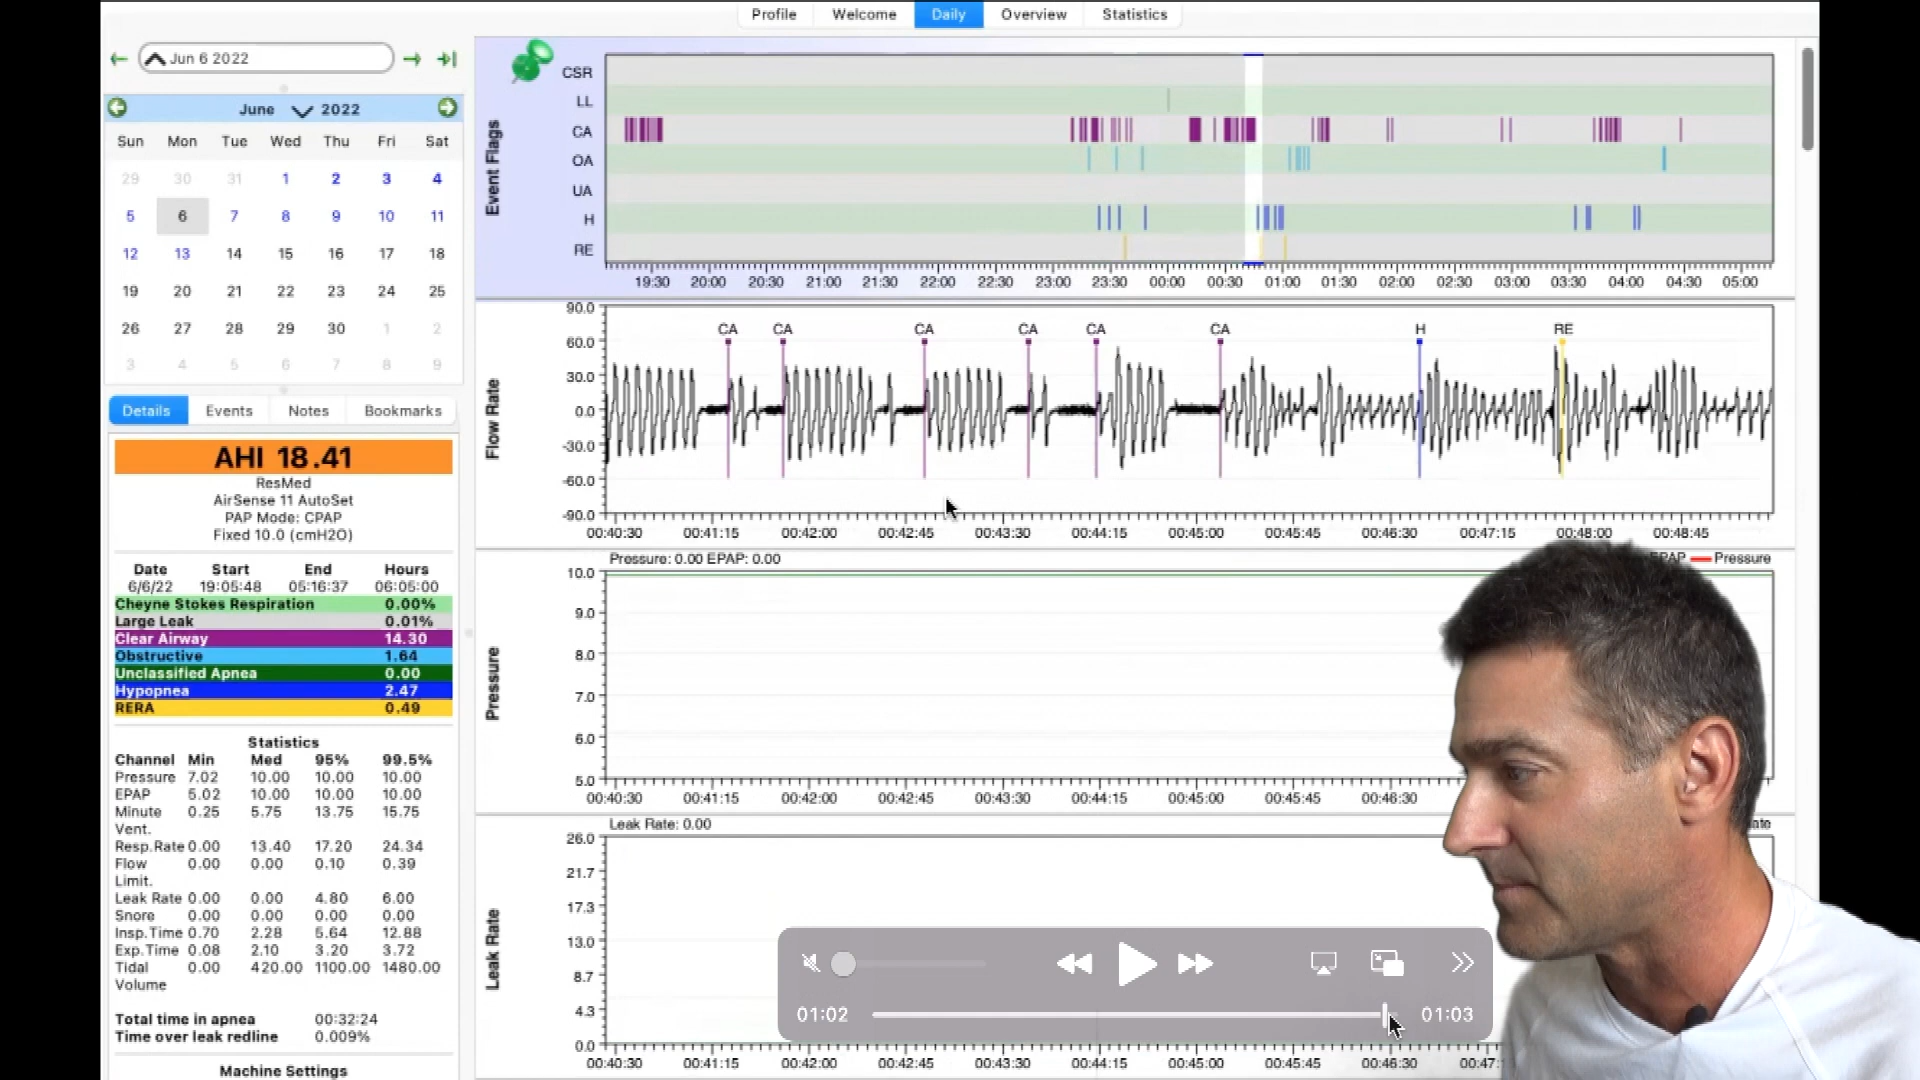 Profile Welcome Daily Overview Statistics
Jun 6 2022
June 2022
Sun Mon Tue Wed Thu Fri Sat
29 30 31 1 2 3 4
5 6 7 8 9 10 11
12 13 14 15 16 17 18
19 20 21 22 23 24 25
26 27 28 29 30 1 2
3 4 5 6 7 8 9
Details Events Notes Bookmarks
AHI 18.41
ResMed
AirSense 11 AutoSet
PAP Mode: CPAP
Fixed 10.0 (cmH2O)
Date Start End Hours
6/6/22 19:05:48 05:16:37 06:05:00
Cheyne Stokes Respiration 0.00%
Large Leak 0.01%
Clear Airway 14.30
Obstructive 1.64
Unclassified Apnea 0.00
Hypopnea 2.47
RERA 0.49
Statistics
Channel Min Med 95% 99.5%
Pressure 7.02 10.00 10.00 10.00
EPAP 5.02 10.00 10.00 10.00
Minute 0.25 5.75 13.75 15.75
Vent.
Resp.Rate 0.00 13.40 17.20 24.34
Flow 0.00 0.00 0.10 0.39
Limit.
Leak Rate 0.00 0.00 4.80 6.00
Snore 0.00 0.00 0.00 0.00
Insp.Time 0.70 2.28 5.64 12.88
Exp.Time 0.08 2.10 3.20 3.72
Tidal 0.00 420.00 1100.00 1480.00
Volume
Total time in apnea 00:32:24
Time over leak redline 0.009%
Machine Settings
Event Flags
CSR
LL
CA
OA
UA
H
RE
19:30 20:00 20:30 21:00 21:30 22:00 22:30 23:00 23:30 00:00 00:30 01:00 01:30 02:00 02:30 03:00 03:30 04:00 04:30 05:00
Flow Rate
90.0
60.0
30.0
0.0
-30.0
-60.0
-90.0
CA CA CA CA CA CA H RE
00:40:30 00:41:15 00:42:00 00:42:45 00:43:30 00:44:15 00:45:00 00:45:45 00:46:30 00:47:15 00:48:00 00:48:45
Pressure: 0.00 EPAP: 0.00
EPAP Pressure
Pressure
10.0
9.0
8.0
7.0
6.0
5.0
00:40:30 00:41:15 00:42:00 00:42:45 00:43:30 00:44:15 00:45:00 00:45:45 00:46:30
Leak Rate: 0.00
Leak Rate
26.0
21.7
17.3
13.0
8.7
4.3
0.0
00:40:30 00:41:15 00:42:00 00:42:45 00:43:30 00:44:15 00:45:00 00:45:45 00:46:30
01:02 01:03